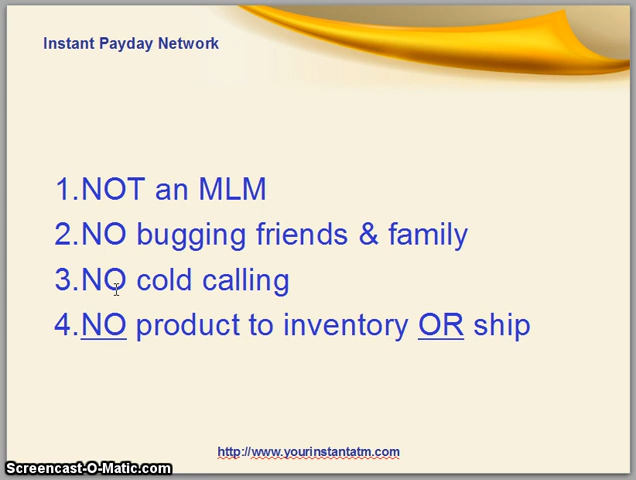 Instant Payday Network
1.NOT an MLM
2.NO bugging friends & family
3.NO cold calling
4.NO product to inventory OR ship
http://www.yourinstantatm.com
Screencast-O-Matic.com